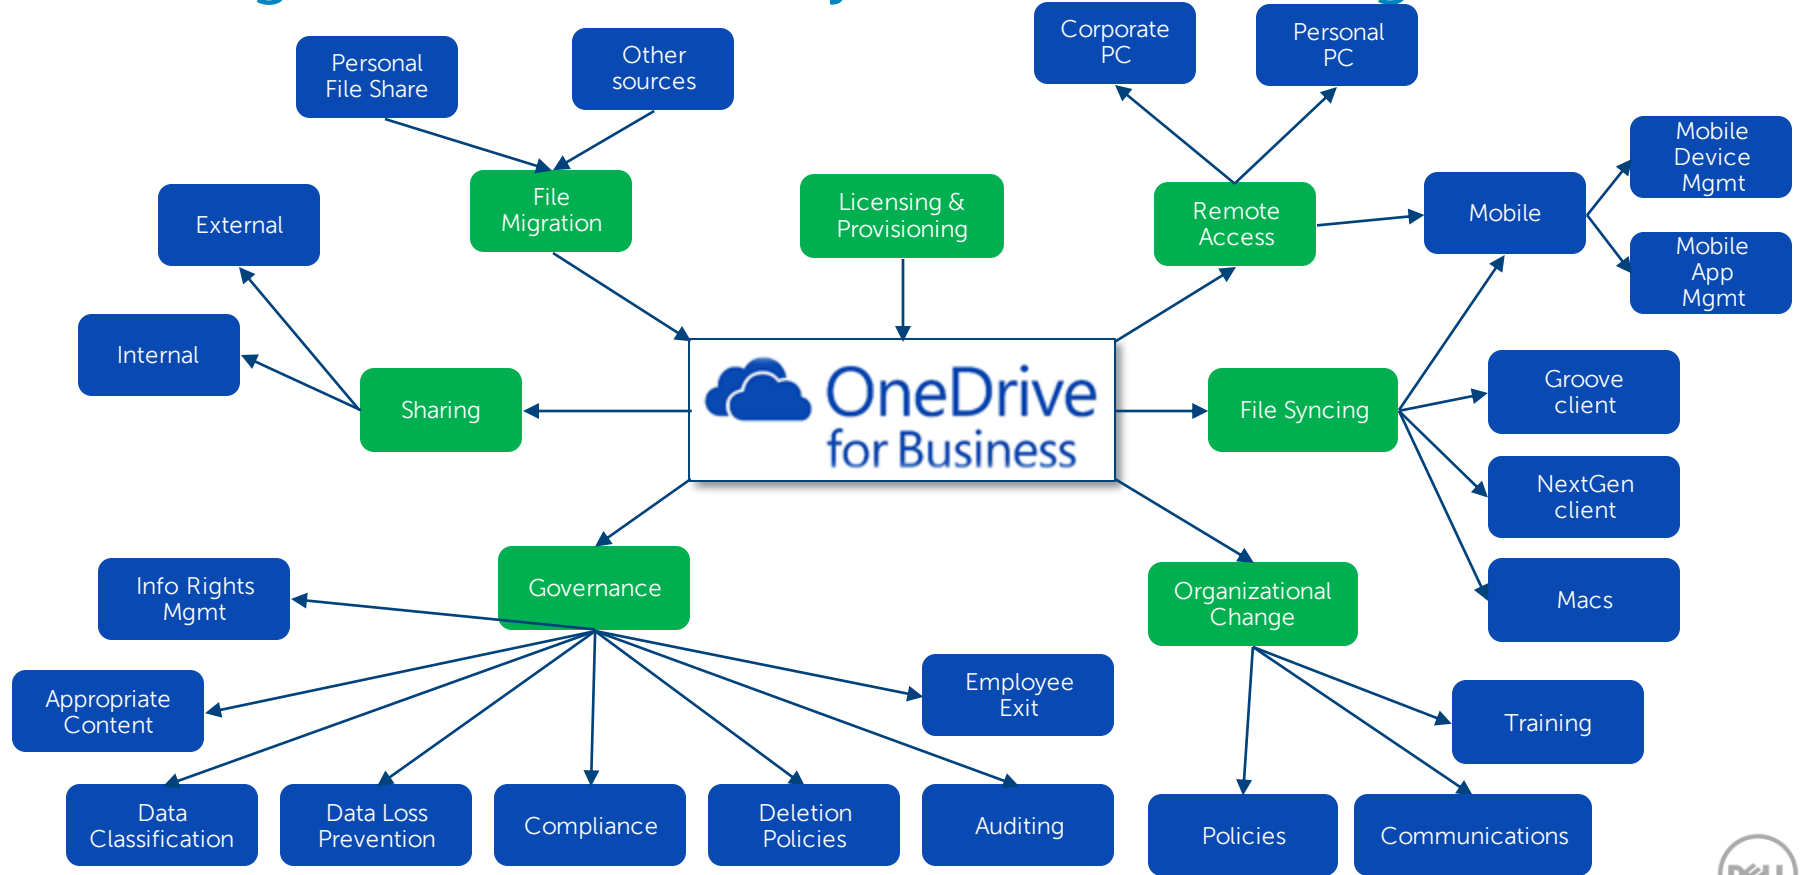 Corporate
PC
Personal
PC
Personal
File Share
Other
sources
Mobile
Device
Mgmt
External
File
Migration
Licensing &
Provisioning
Remote
Access
Mobile
Mobile
App
Mgmt
Internal
Sharing
OneDrive
for Business
File Syncing
Groove
client
NextGen
client
Info Rights
Mgmt
Governance
Organizational
Change
Macs
Appropriate
Content
Employee
Exit
Training
Data
Classification
Data Loss
Prevention
Compliance
Deletion
Policies
Auditing
Policies
Communications
DELL